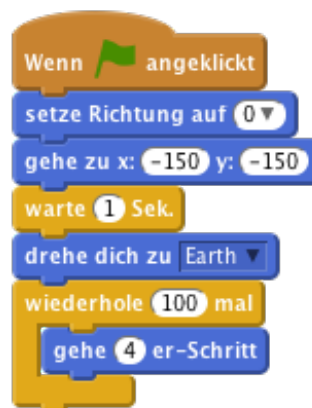 Wenn angeklickt
setze Richtung auf 0
gehe zu x: -150 y: -150
warte 1 Sek.
drehe dich zu Earth
wiederhole 100 mal
gehe 4 er-Schritt